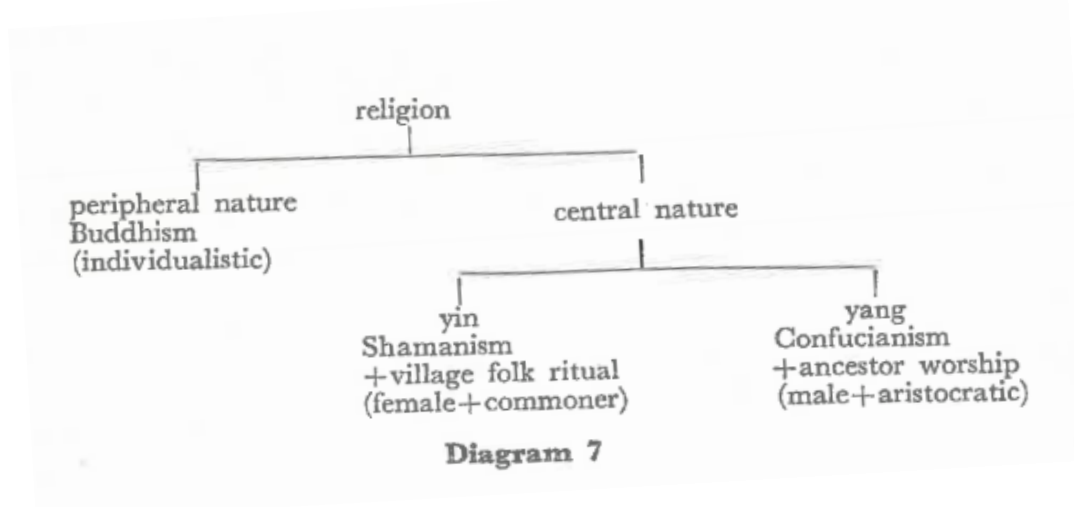 religion
peripheral nature
Buddhism
(individualistic)
central nature
yin
Shamanism
+village folk ritual
(female+commoner)
yang
Confucianism
+ancestor worship
(male+aristocratic)
Diagram 7